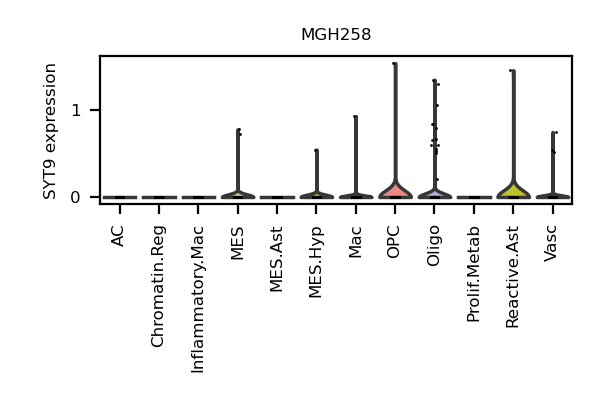 MGH258
SYT9 expression
1
0
AC
Chromatin.Reg
Inflammatory.Mac
MES
MES.Ast
MES.Hyp
Mac
OPC
Oligo
Prolif.Metab
Reactive.Ast
Vasc